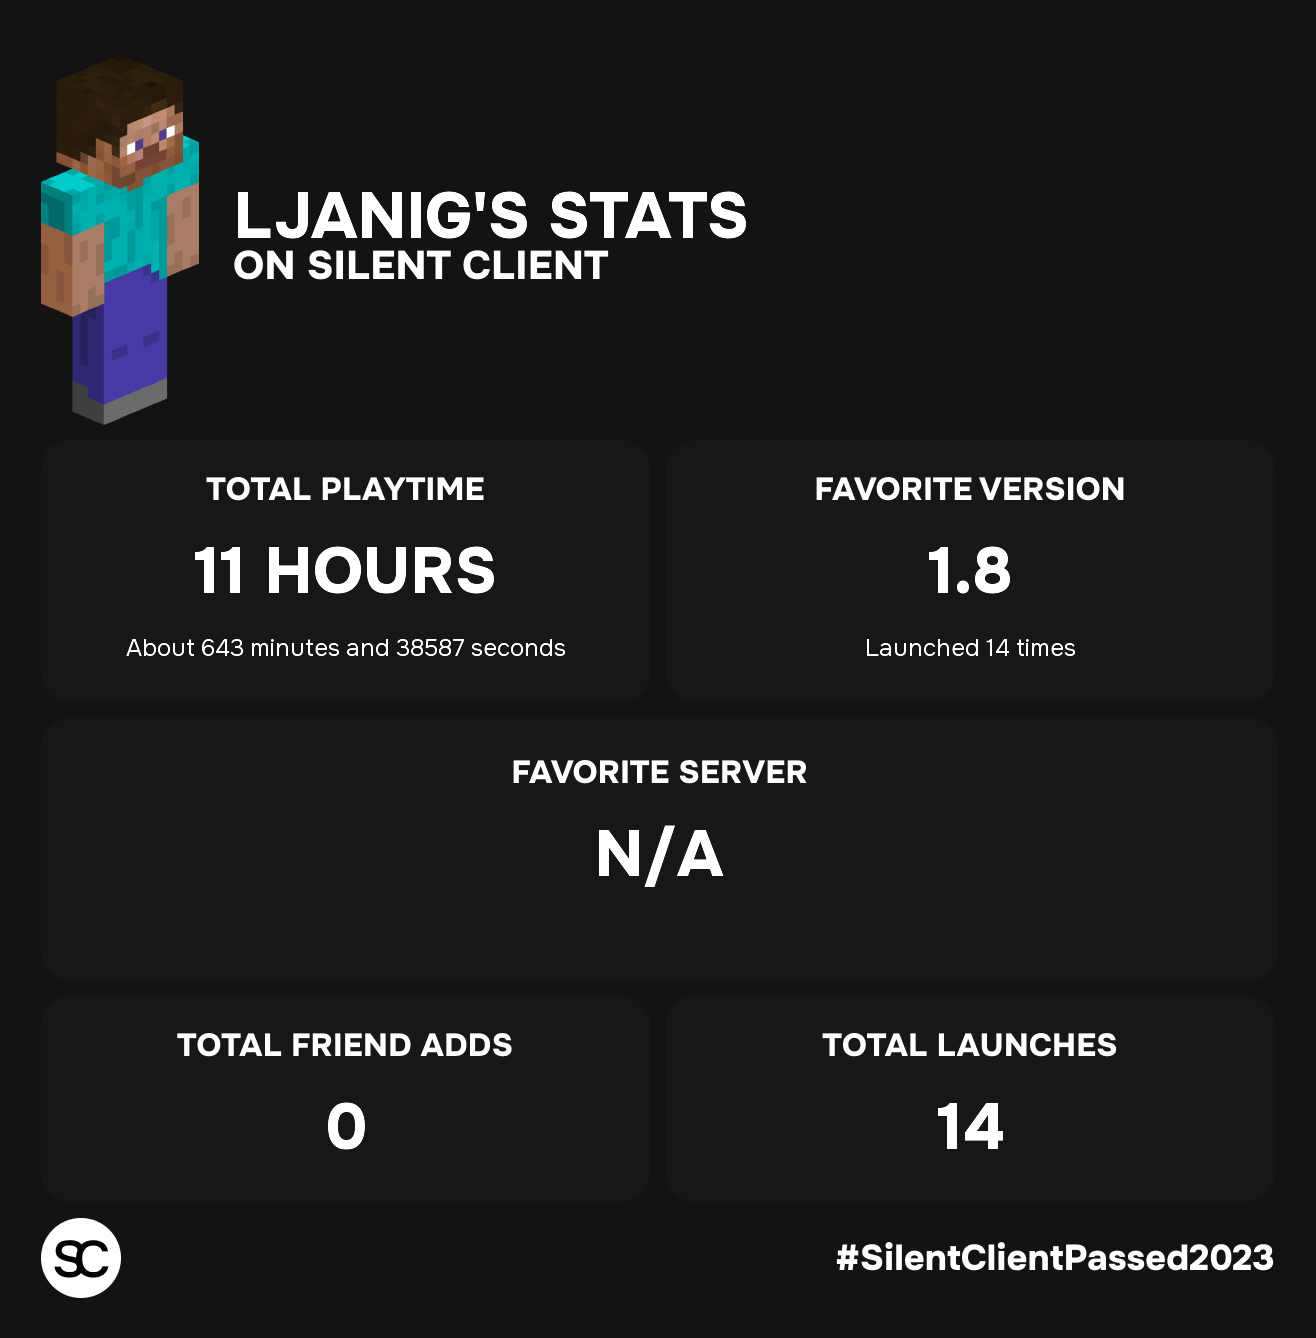 LJANIG'S STATS
ON SILENT CLIENT
TOTAL PLAYTIME
11 HOURS
About 643 minutes and 38587 seconds
FAVORITE VERSION
1.8
Launched 14 times
FAVORITE SERVER
N/A
TOTAL FRIEND ADDS
0
TOTAL LAUNCHES
14
SC
#SilentClientPassed2023